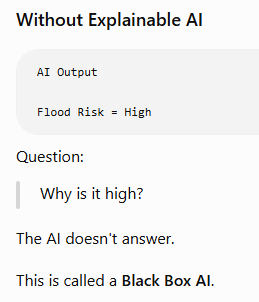 Without Explainable AI
AI Output
Flood Risk = High
Question:
Why is it high?
The AI doesn't answer.
This is called a Black Box AI.